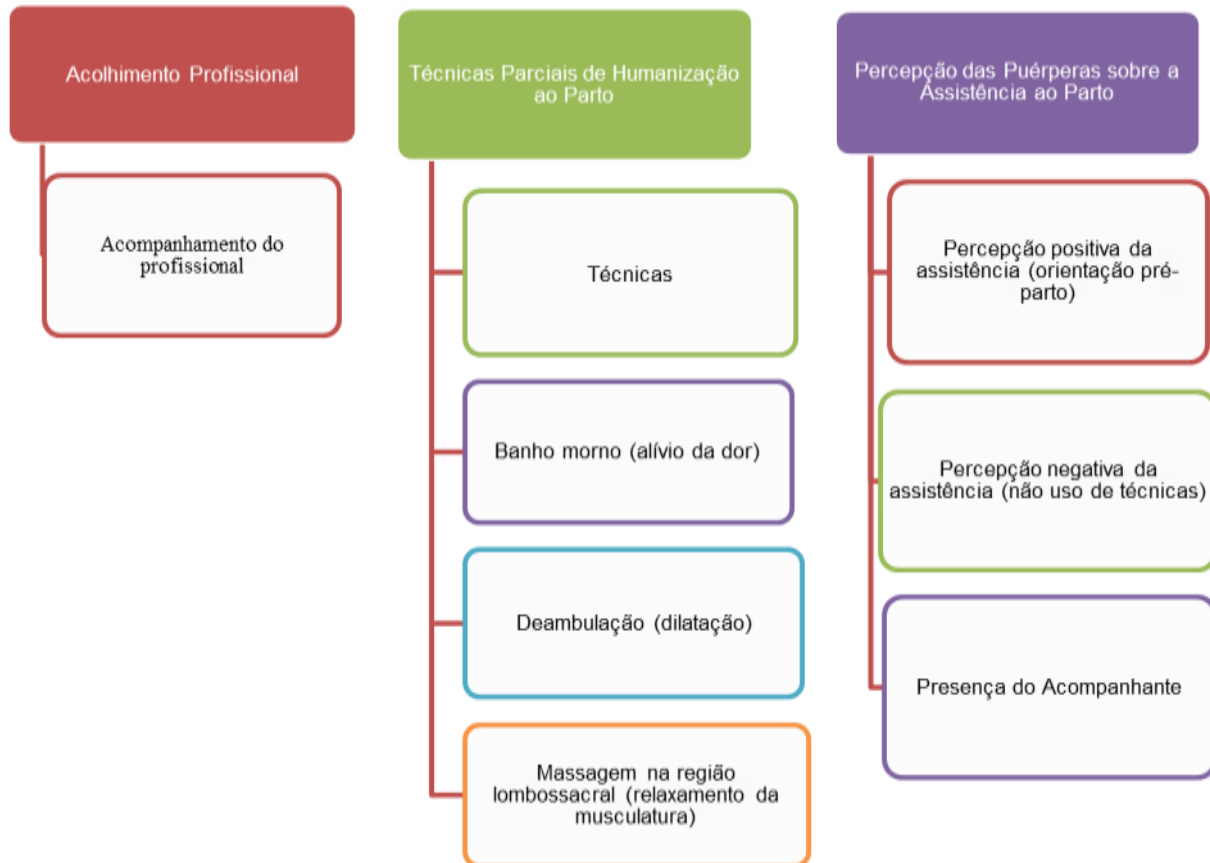 Acolhimento Profissional
Acompanhamento do
profissional
Técnicas Parciais de Humanização
ao Parto
Técnicas
Banho morno (alívio da dor)
Deambulação (dilatação)
Massagem na região
lombossacral (relaxamento da
musculatura)
Percepção das Puérperas sobre a
Assistência ao Parto
Percepção positiva da
assistência (orientação pré-
parto)
Percepção negativa da
assistência (não uso de técnicas)
Presença do Acompanhante